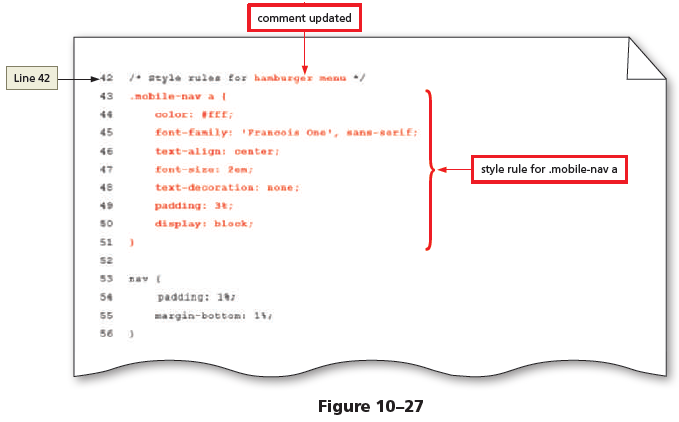 comment updated
Line 42
42 /* Style rules for hamburger menu */
43 .mobile-nav a {
44 color: #fff;
45 font-family: 'Francois One', sans-serif;
46 text-align: center;
47 font-size: 2em;
48 text-decoration: none;
49 padding: 3%;
50 display: block;
51 }
52
53 nav {
54 padding: 1%;
55 margin-bottom: 1%;
56 }
style rule for .mobile-nav a
Figure 10–27